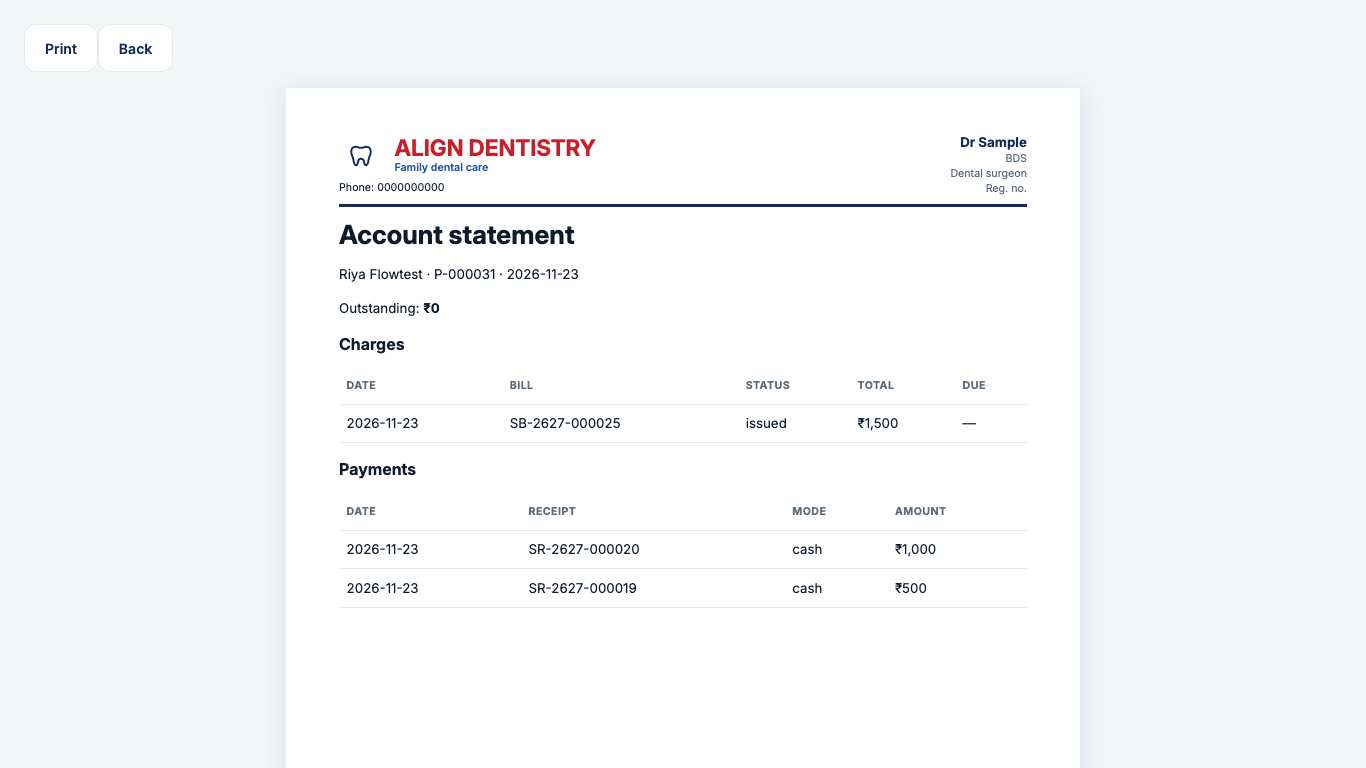 Print
Back
ALIGN DENTISTRY
Family dental care
Phone: 0000000000
Dr Sample
BDS
Dental surgeon
Reg. no.
Account statement
Riya Flowtest · P-000031 · 2026-11-23
Outstanding: ₹0
Charges
DATE BILL STATUS TOTAL DUE
2026-11-23 SB-2627-000025 issued ₹1,500 —
Payments
DATE RECEIPT MODE AMOUNT
2026-11-23 SR-2627-000020 cash ₹1,000
2026-11-23 SR-2627-000019 cash ₹500